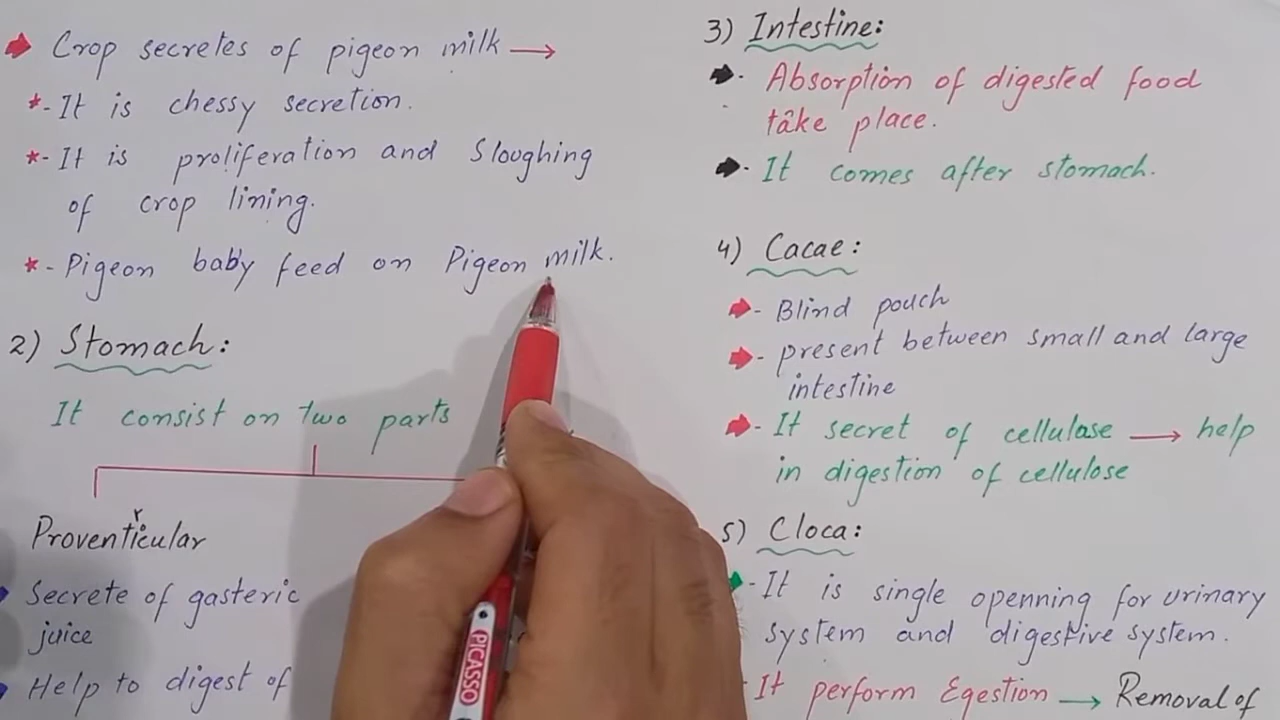 Crop secretes of pigeon milk →
*- It is chessy secretion.
*- It is proliferation and Sloughing
of crop lining.
*- Pigeon baby feed on Pigeon milk.
2) Stomach:
It consist on two parts
Proventricular
Secrete of gasteric
juice
Help to digest of
PICASSO
3) Intestine:
Absorption of digested food
take place.
It comes after stomach.
4) Cacae:
- Blind pouch
- present between small and large
intestine
- It secret of cellulase → help
in digestion of cellulose
5) Cloca:
- It is single openning for urinary
system and digestive system.
It perform Egestion → Removal of